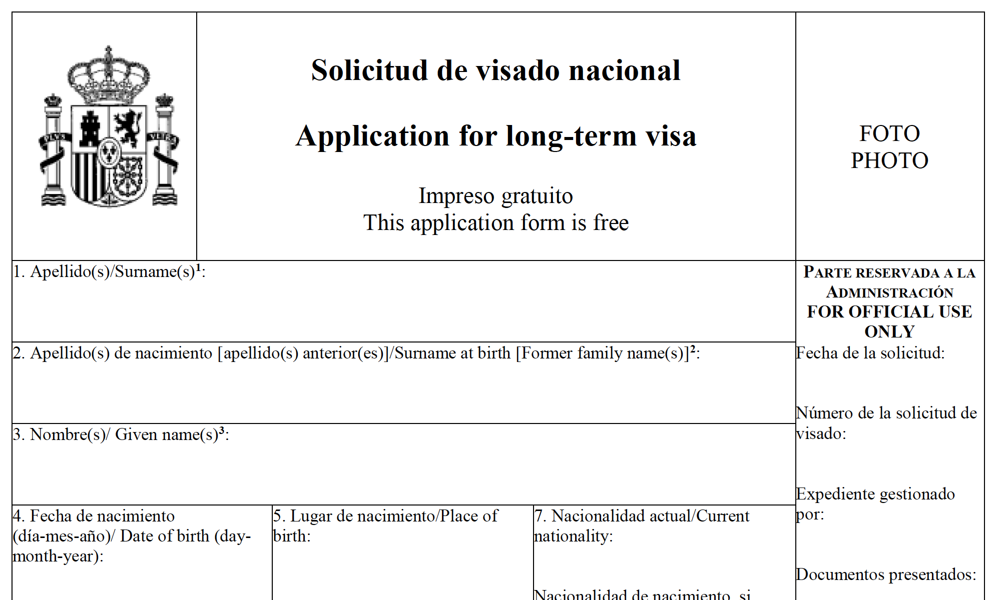 Solicitud de visado nacional
Application for long-term visa
Impreso gratuito
This application form is free
FOTO
PHOTO
1. Apellido(s)/Surname(s)¹:
2. Apellido(s) de nacimiento [apellido(s) anterior(es)]/Surname at birth [Former family name(s)]²:
3. Nombre(s)/ Given name(s)³:
4. Fecha de nacimiento
(día-mes-año)/ Date of birth (day-
month-year):
5. Lugar de nacimiento/Place of
birth:
7. Nacionalidad actual/Current
nationality:
Nacionalidad de nacimiento, si
PARTE RESERVADA A LA
ADMINISTRACIÓN
FOR OFFICIAL USE
ONLY
Fecha de la solicitud:
Número de la solicitud de
visado:
Expediente gestionado
por:
Documentos presentados: